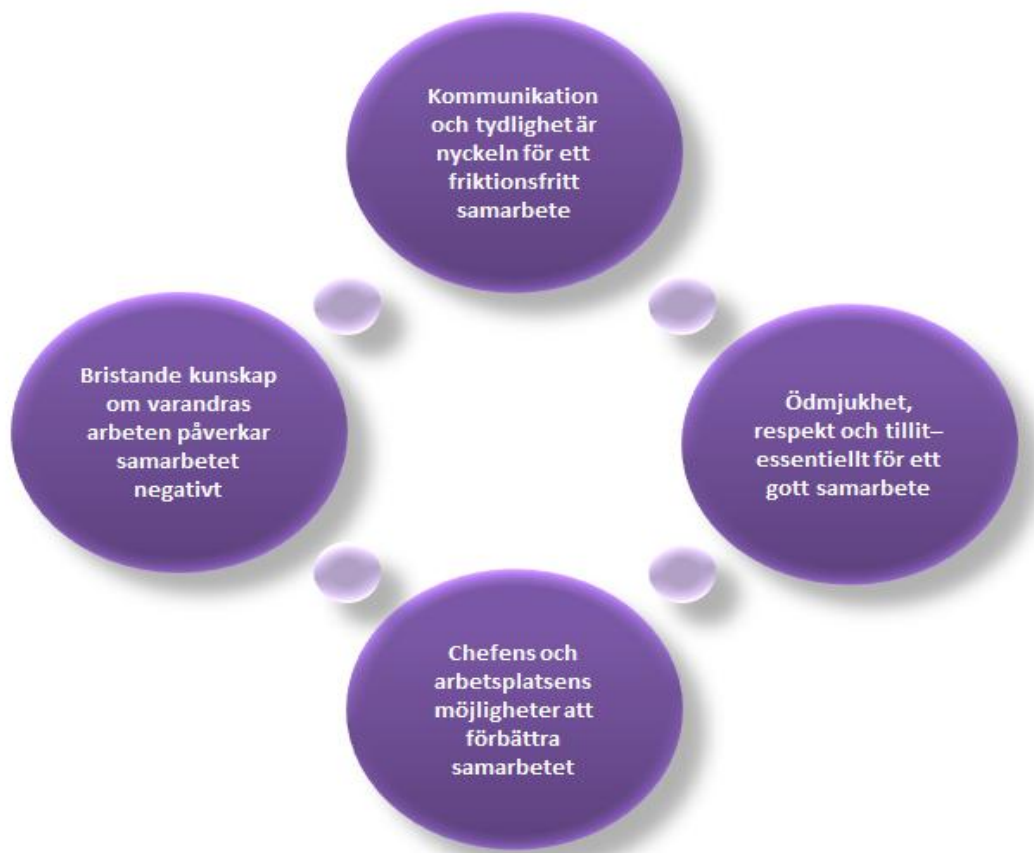 Kommunikation
och tydlighet är
nyckeln för ett
friktionsfritt
samarbete
Bristande kunskap
om varandras
arbeten påverkar
samarbetet
negativt
Ödmjukhet,
respekt och tillit–
essentiellt för ett
gott samarbete
Chefens och
arbetsplatsens
möjligheter att
förbättra
samarbetet